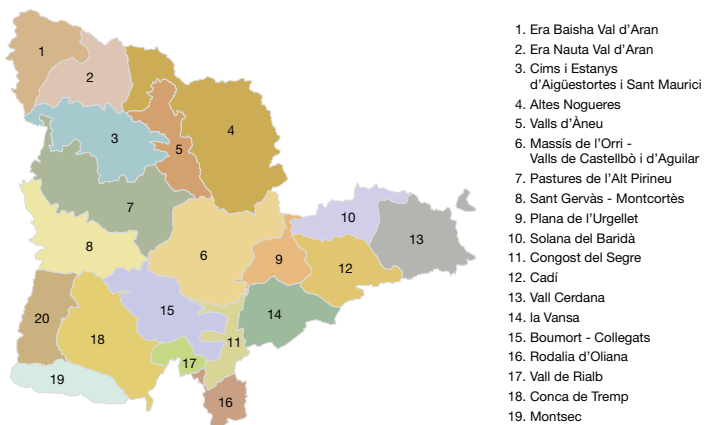 1
2
3
4
5
6
7
8
9
10
11
12
13
14
15
16
17
18
19
20
1. Era Baisha Val d’Aran
2. Era Nauta Val d’Aran
3. Cims i Estanys
d’Aigüestortes i Sant Maurici
4. Altes Nogueres
5. Valls d’Àneu
6. Massís de l’Orri -
Valls de Castellbò i d’Aguilar
7. Pastures de l’Alt Pirineu
8. Sant Gervàs - Montcortès
9. Plana de l’Urgellet
10. Solana del Baridà
11. Congost del Segre
12. Cadí
13. Vall Cerdana
14. la Vansa
15. Boumort - Collegats
16. Rodalia d’Oliana
17. Vall de Rialb
18. Conca de Tremp
19. Montsec